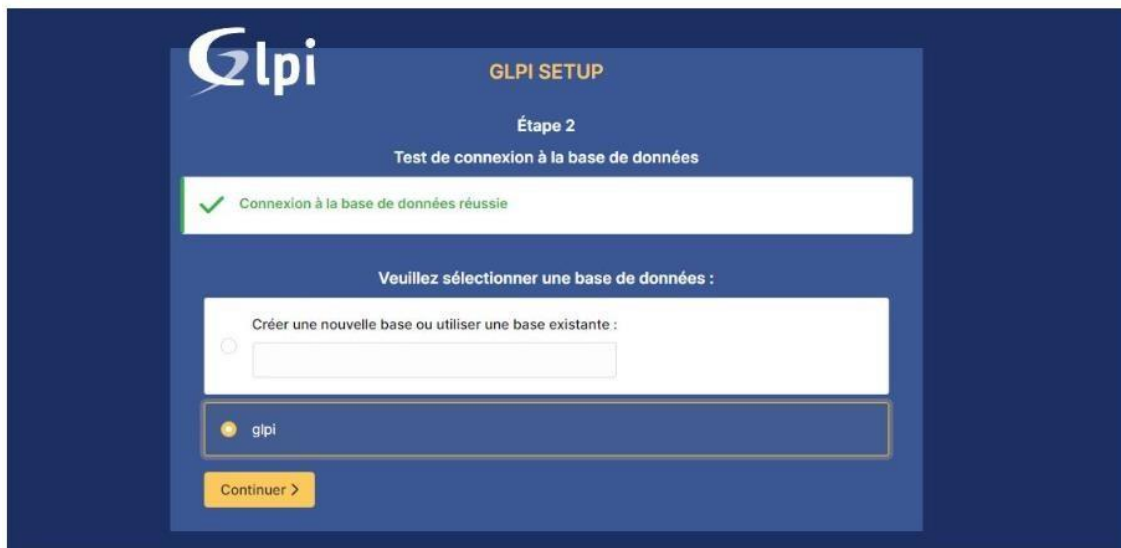 Glpi
GLPI SETUP
Étape 2
Test de connexion à la base de données
Connexion à la base de données réussie
Veuillez sélectionner une base de données :
Créer une nouvelle base ou utiliser une base existante :
glpi
Continuer >